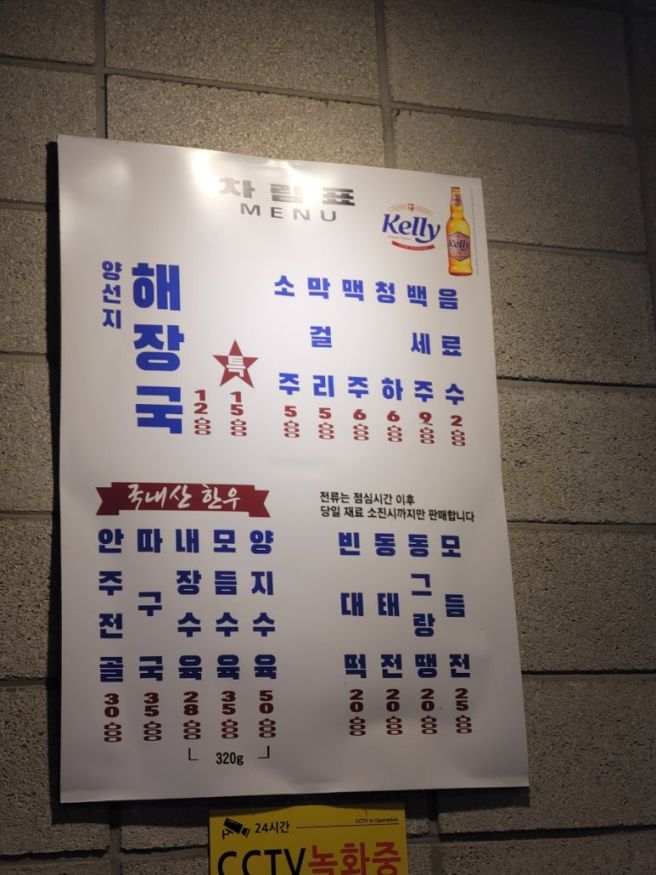 차림표
MENU
Kelly
Kelly
양선지
해장국
12,000
특
15,000
소주 5,000
막걸리 5,000
맥주 6,000
청하 6,000
백세주 9,000
음료수 2,000
국내산 한우
안주전골 30,000
따구국 35,000
내장수육 28,000
모듬수육 35,000
양지수육 50,000
320g
전류는 점심시간 이후
당일 재료 소진시까지만 판매합니다
빈대떡 20,000
동태전 20,000
동그랑땡 20,000
모듬전 25,000
24시간
CCTV in Operation
CCTV녹화중